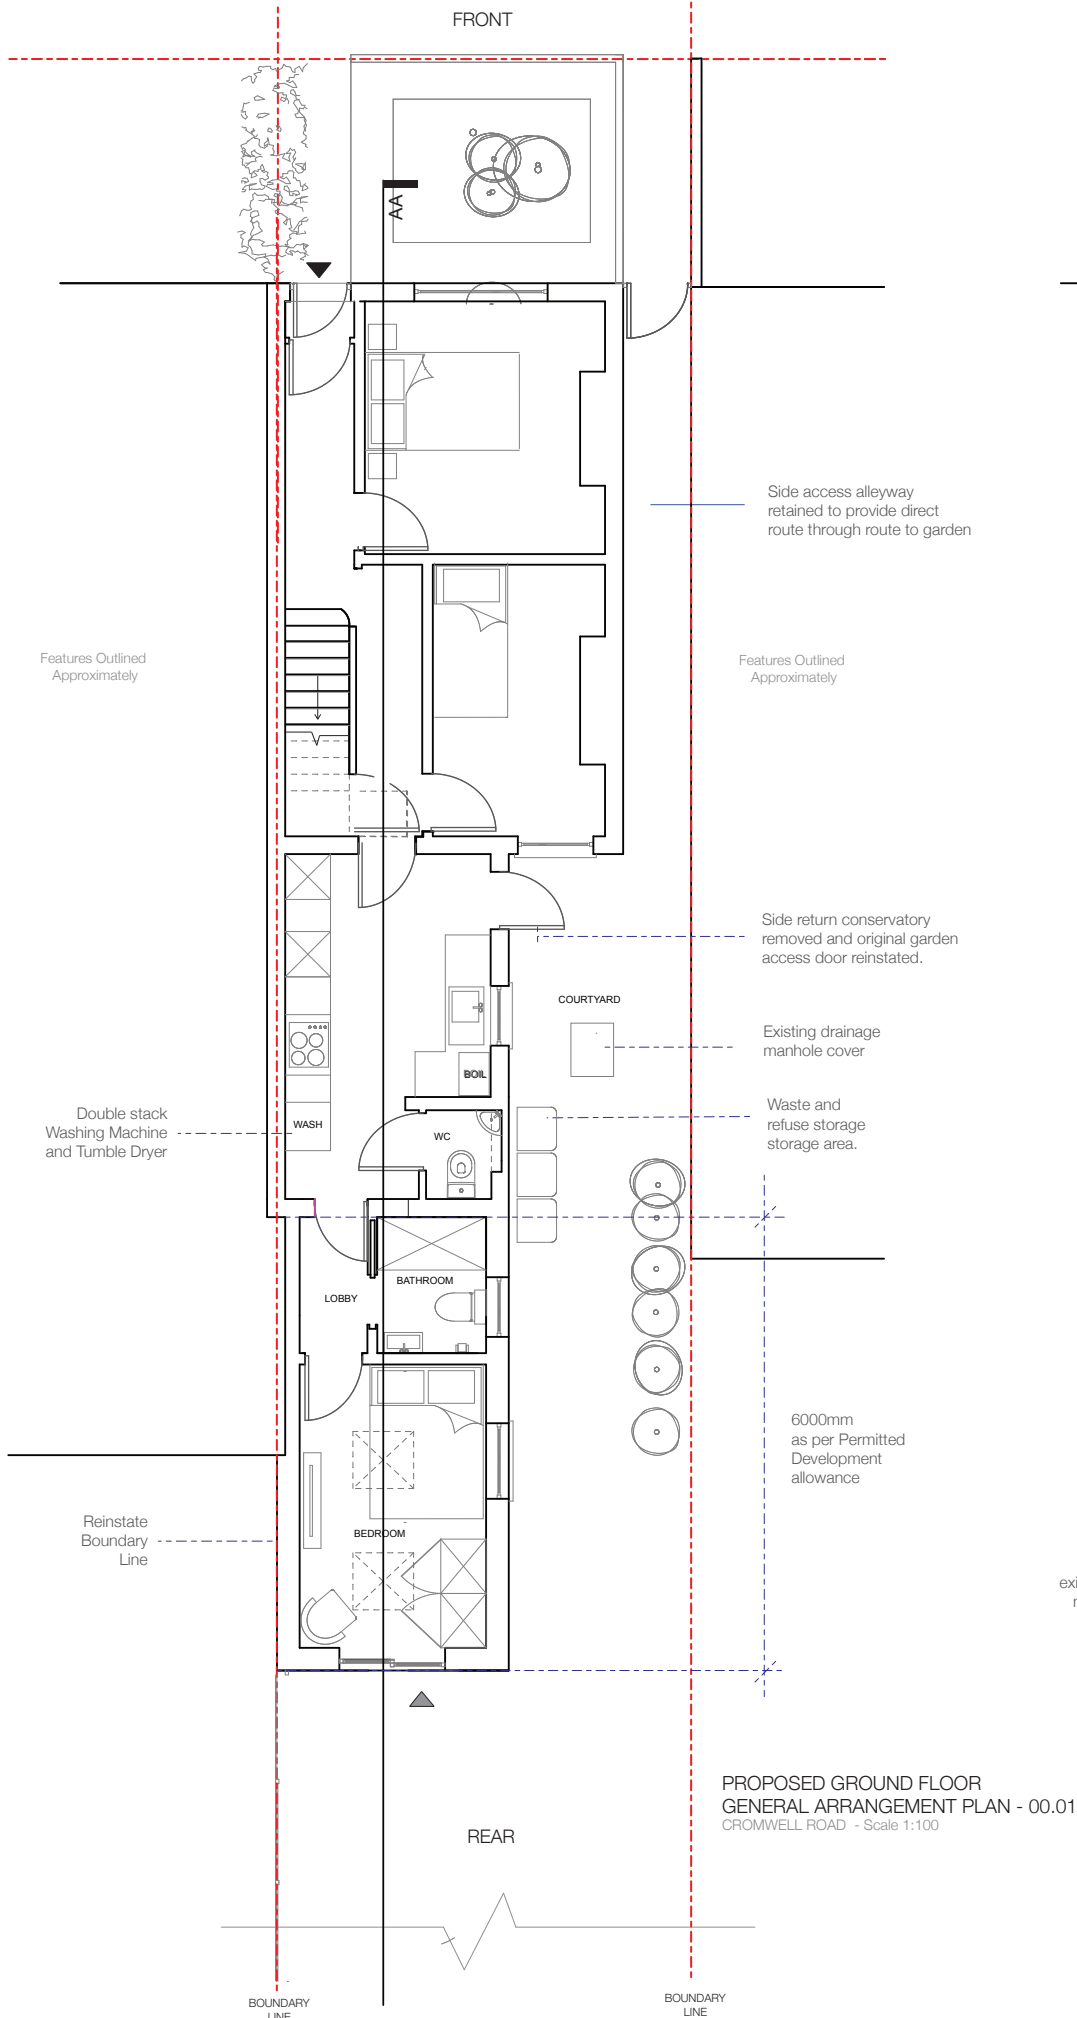 FRONT
AA
Side access alleyway
retained to provide direct
route through route to garden
Features Outlined
Approximately
Features Outlined
Approximately
Side return conservatory
removed and original garden
access door reinstated.
COURTYARD
Existing drainage
manhole cover
BOIL
Waste and
refuse storage
storage area.
Double stack
Washing Machine
and Tumble Dryer
WASH
WC
BATHROOM
LOBBY
6000mm
as per Permitted
Development
allowance
BEDROOM
Reinstate
Boundary
Line
PROPOSED GROUND FLOOR
GENERAL ARRANGEMENT PLAN - 00.01
CROMWELL ROAD - Scale 1:100
REAR
BOUNDARY
LINE
BOUNDARY
LINE